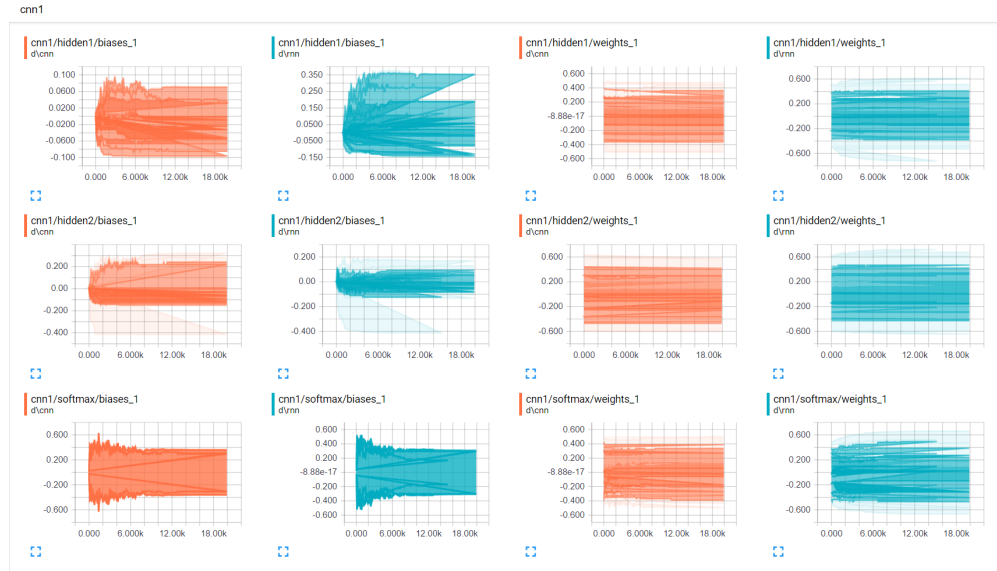 cnn1
cnn1/hidden1/biases_1
d\cnn
0.100
0.0600
0.0200
-0.0200
-0.0600
-0.100
0.000 6.000k 12.00k 18.00k
cnn1/hidden1/biases_1
d\rnn
0.350
0.250
0.150
0.0500
-0.0500
-0.150
0.000 6.000k 12.00k 18.00k
cnn1/hidden1/weights_1
d\cnn
0.600
0.400
0.200
-8.88e-17
-0.200
-0.400
-0.600
0.000 6.000k 12.00k 18.00k
cnn1/hidden1/weights_1
d\rnn
0.600
0.200
-0.200
-0.600
0.000 6.000k 12.00k 18.00k
cnn1/hidden2/biases_1
d\cnn
0.200
0.00
-0.200
-0.400
0.000 6.000k 12.00k 18.00k
cnn1/hidden2/biases_1
d\rnn
0.200
0.00
-0.200
-0.400
0.000 6.000k 12.00k 18.00k
cnn1/hidden2/weights_1
d\cnn
0.600
0.200
-0.200
-0.600
0.000 6.000k 12.00k 18.00k
cnn1/hidden2/weights_1
d\rnn
0.600
0.200
-0.200
-0.600
0.000 6.000k 12.00k 18.00k
cnn1/softmax/biases_1
d\cnn
0.600
0.200
-0.200
-0.600
0.000 6.000k 12.00k 18.00k
cnn1/softmax/biases_1
d\rnn
0.600
0.400
0.200
-8.88e-17
-0.200
-0.400
-0.600
0.000 6.000k 12.00k 18.00k
cnn1/softmax/weights_1
d\cnn
0.600
0.400
0.200
-8.88e-17
-0.200
-0.400
-0.600
0.000 6.000k 12.00k 18.00k
cnn1/softmax/weights_1
d\rnn
0.600
0.200
-0.200
-0.600
0.000 6.000k 12.00k 18.00k